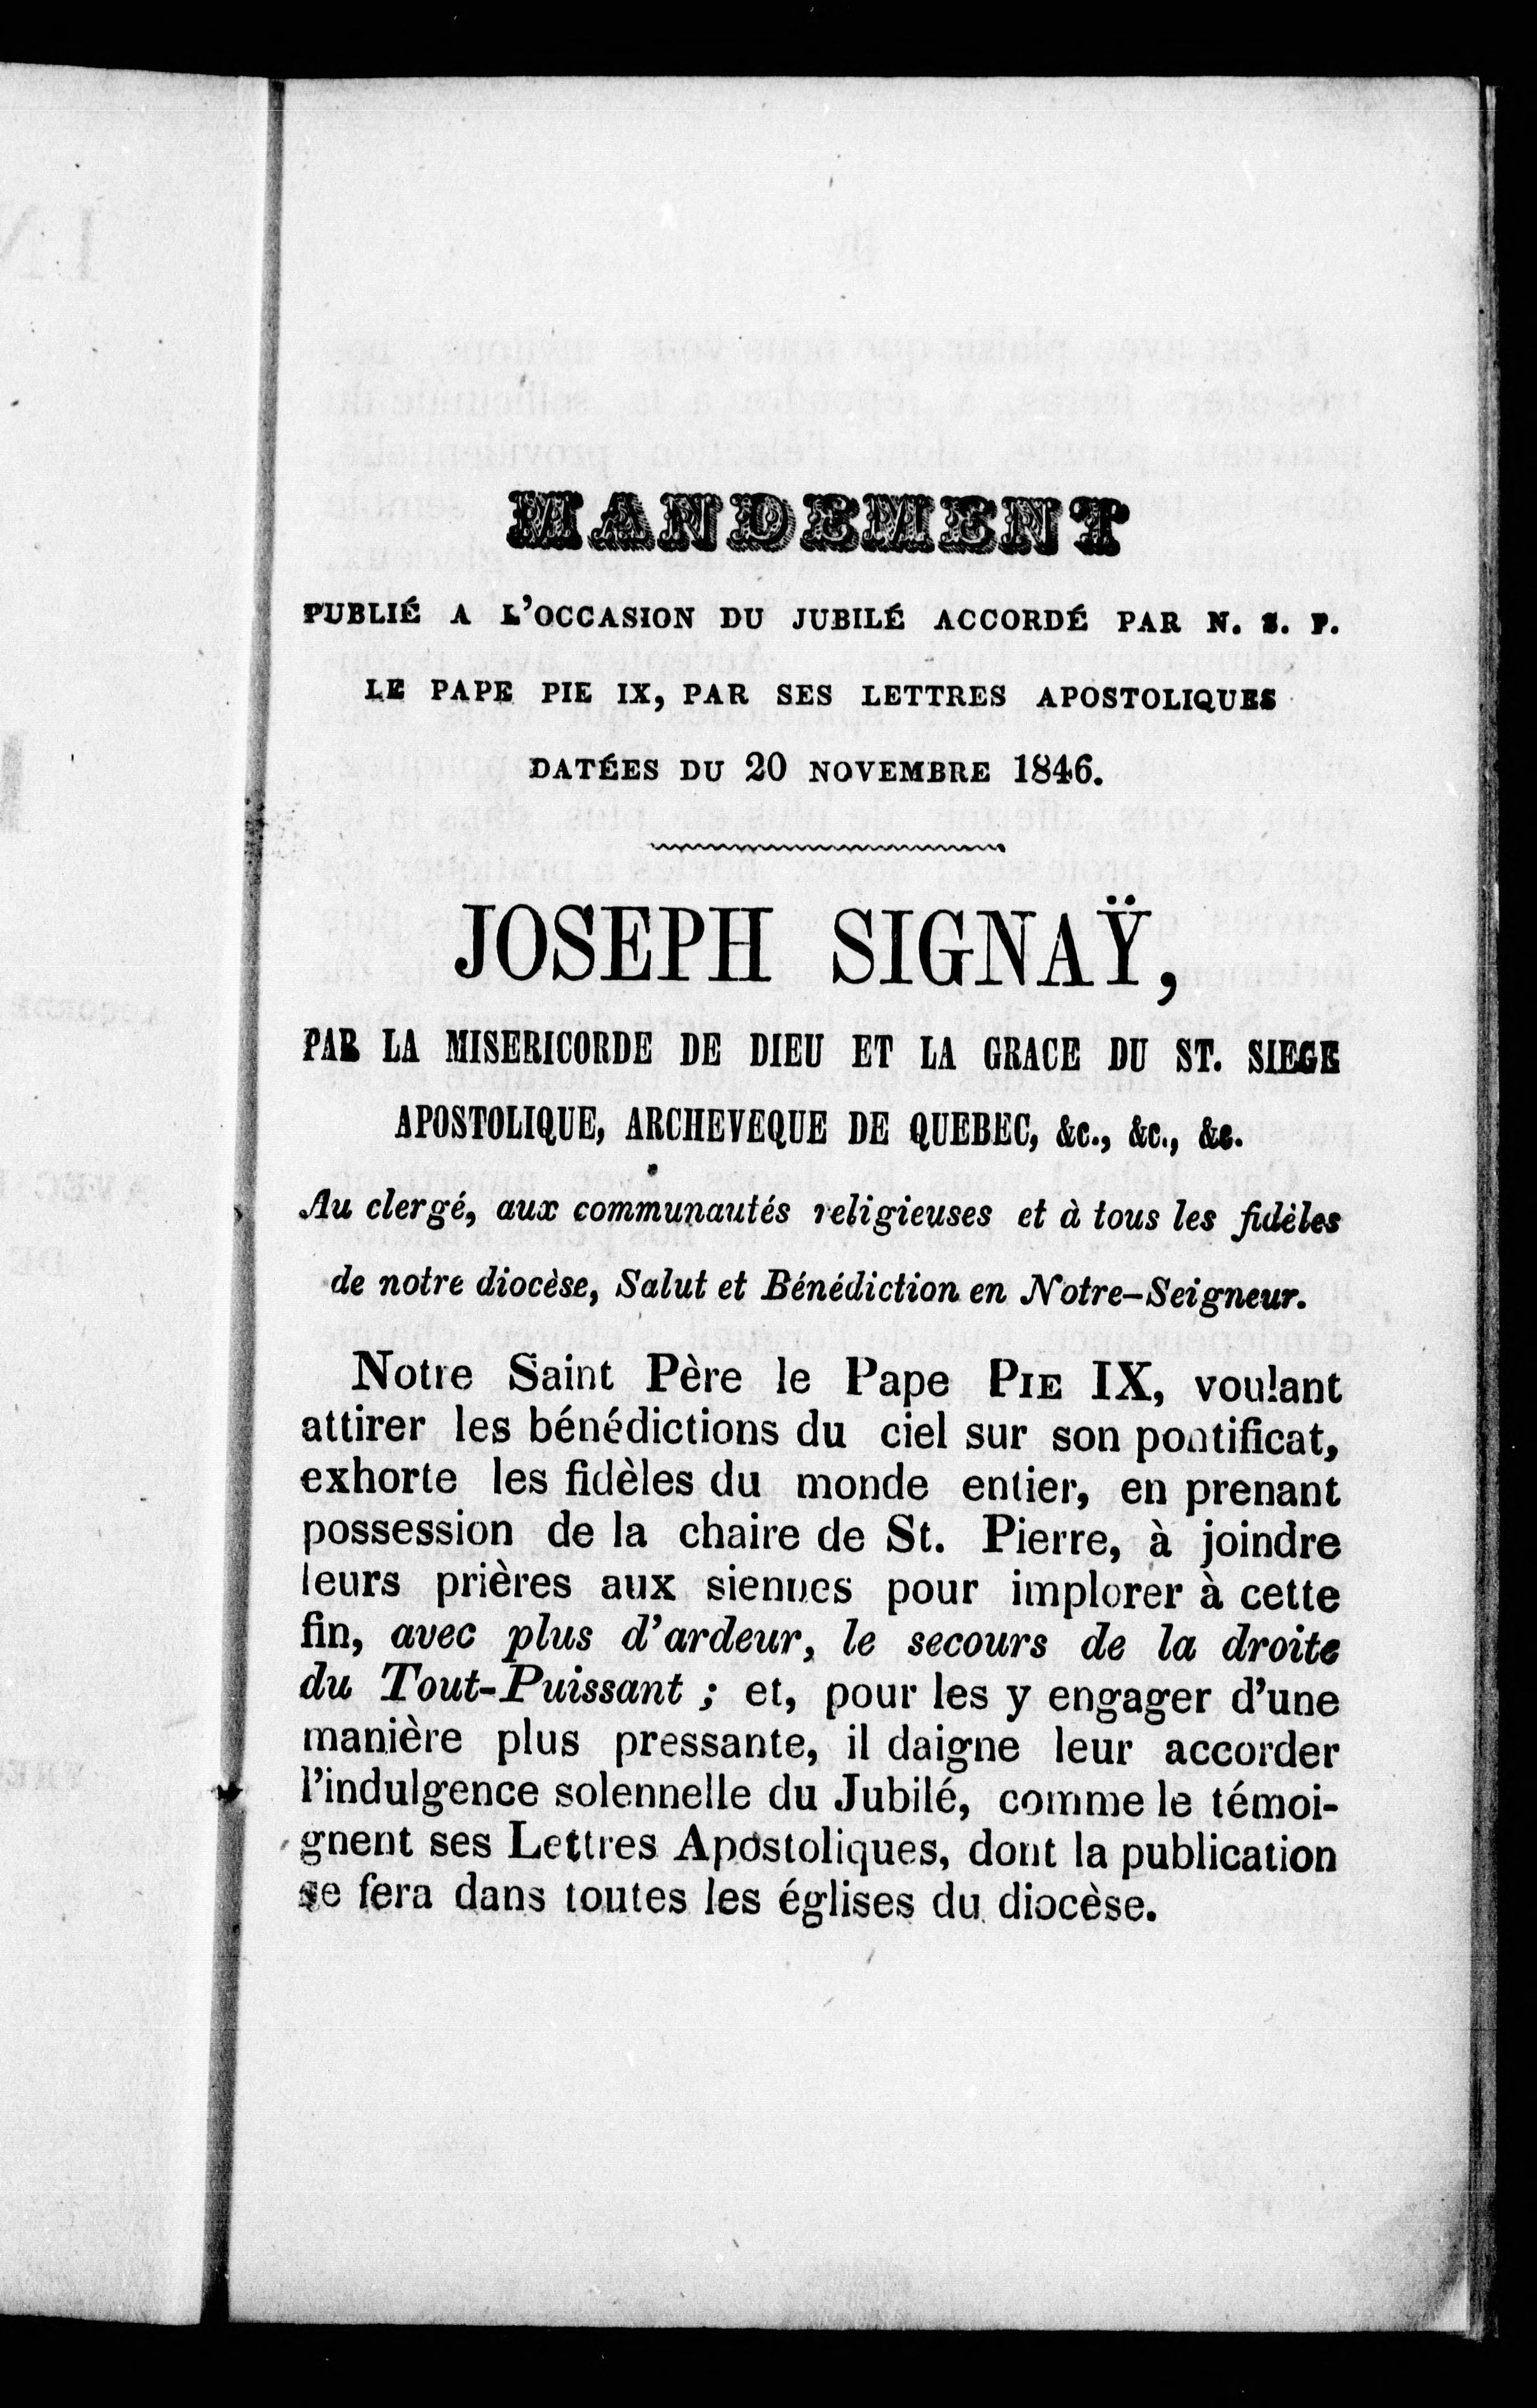 MANDEMENT
PUBLIÉ A L'OCCASION DU JUBILÉ ACCORDÉ PAR N. S. P.
LE PAPE PIE IX, PAR SES LETTRES APOSTOLIQUES
DATÉES DU 20 NOVEMBRE 1846.
JOSEPH SIGNAŸ,
PAR LA MISERICORDE DE DIEU ET LA GRACE DU ST. SIEGE
APOSTOLIQUE, ARCHEVEQUE DE QUEBEC, &c., &c., &c.
Au clergé, aux communautés religieuses et à tous les fidèles
de notre diocèse, Salut et Bénédiction en Notre-Seigneur.
Notre Saint Père le Pape PIE IX, voulant
attirer les bénédictions du ciel sur son pontificat,
exhorte les fidèles du monde entier, en prenant
possession de la chaire de St. Pierre, à joindre
leurs prières aux siennes pour implorer à cette
fin, avec plus d'ardeur, le secours de la droite
du Tout-Puissant ; et, pour les y engager d'une
manière plus pressante, il daigne leur accorder
l'indulgence solennelle du Jubilé, comme le témoi-
gnent ses Lettres Apostoliques, dont la publication
se fera dans toutes les églises du diocèse.